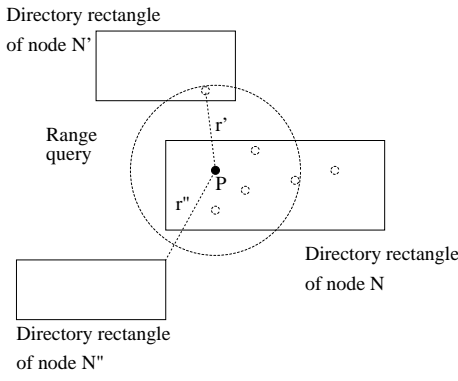 Directory rectangle
of node N’
Range
query
r’
P
r"
Directory rectangle
of node N
Directory rectangle
of node N"